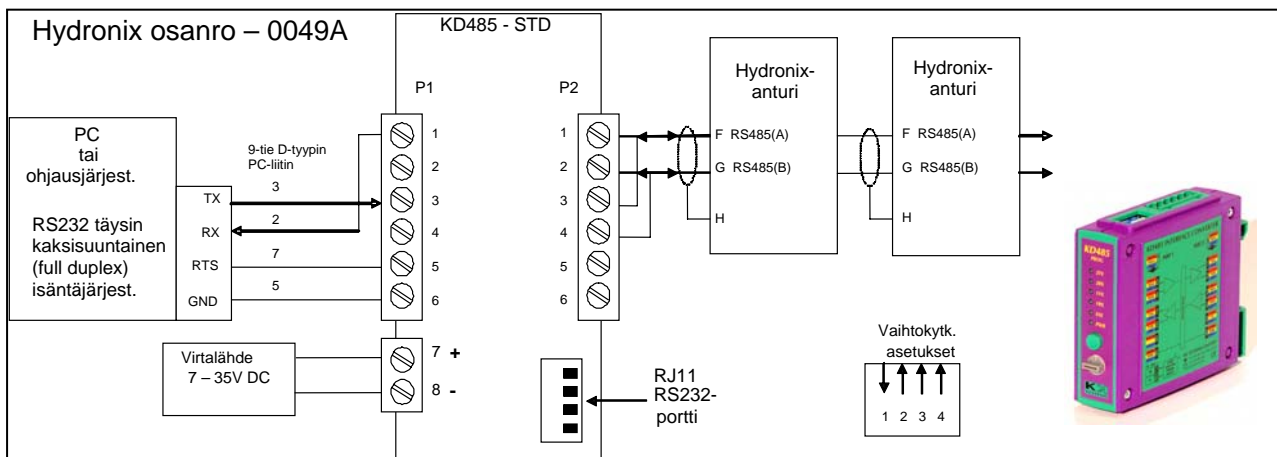 Hydronix osanro – 0049A
KD485 - STD
P1
P2
PC
tai
ohjausjärjest.
RS232 täysin
kaksisuuntainen
(full duplex)
isäntäjärjest.
9-tie D-tyypin
PC-liitin
TX
RX
RTS
GND
3
2
7
5
1
2
3
4
5
6
7 +
8 -
Virtalähde
7 – 35V DC
1
2
3
4
5
6
Hydronix-
anturi
F RS485(A)
G RS485(B)
H
Hydronix-
anturi
F RS485(A)
G RS485(B)
H
RJ11
RS232-
portti
Vaihtokytk.
asetukset
1 2 3 4
KD485